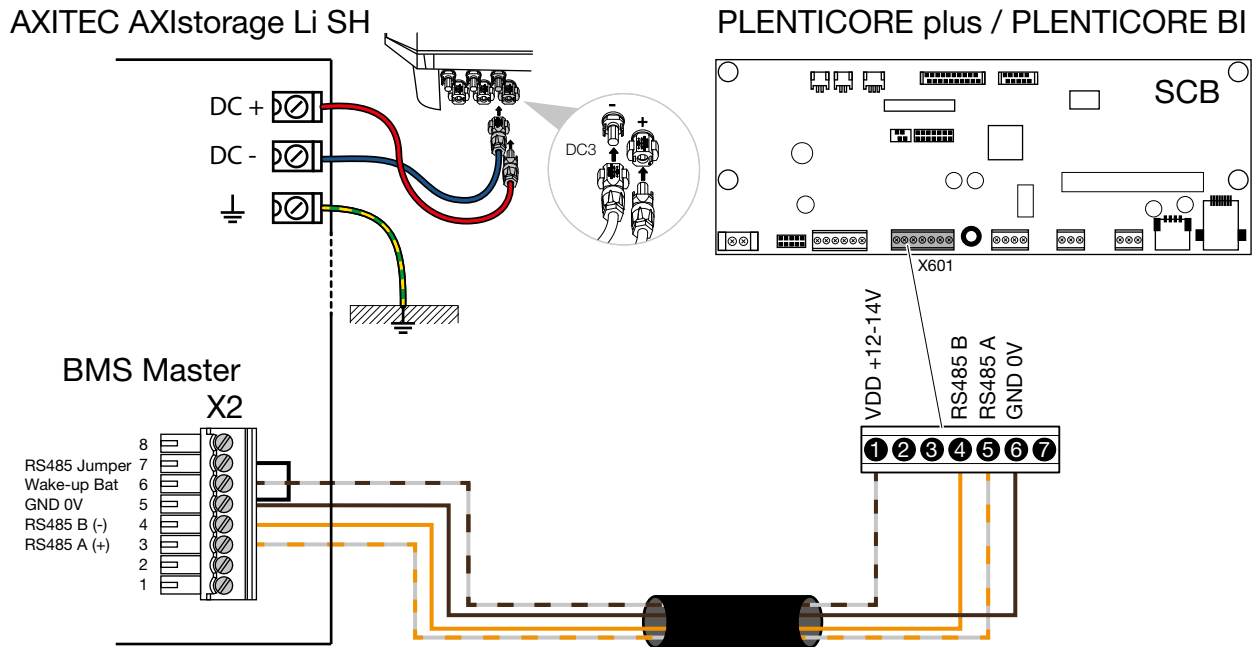 AXITEC AXIstorage Li SH
PLENTICORE plus / PLENTICORE BI
DC +
DC -
-
+
DC3
SCB
X601
BMS Master
X2
8
RS485 Jumper 7
Wake-up Bat 6
GND 0V 5
RS485 B (-) 4
RS485 A (+) 3
2
1
VDD +12-14V
RS485 B
RS485 A
GND 0V
1 2 3 4 5 6 7